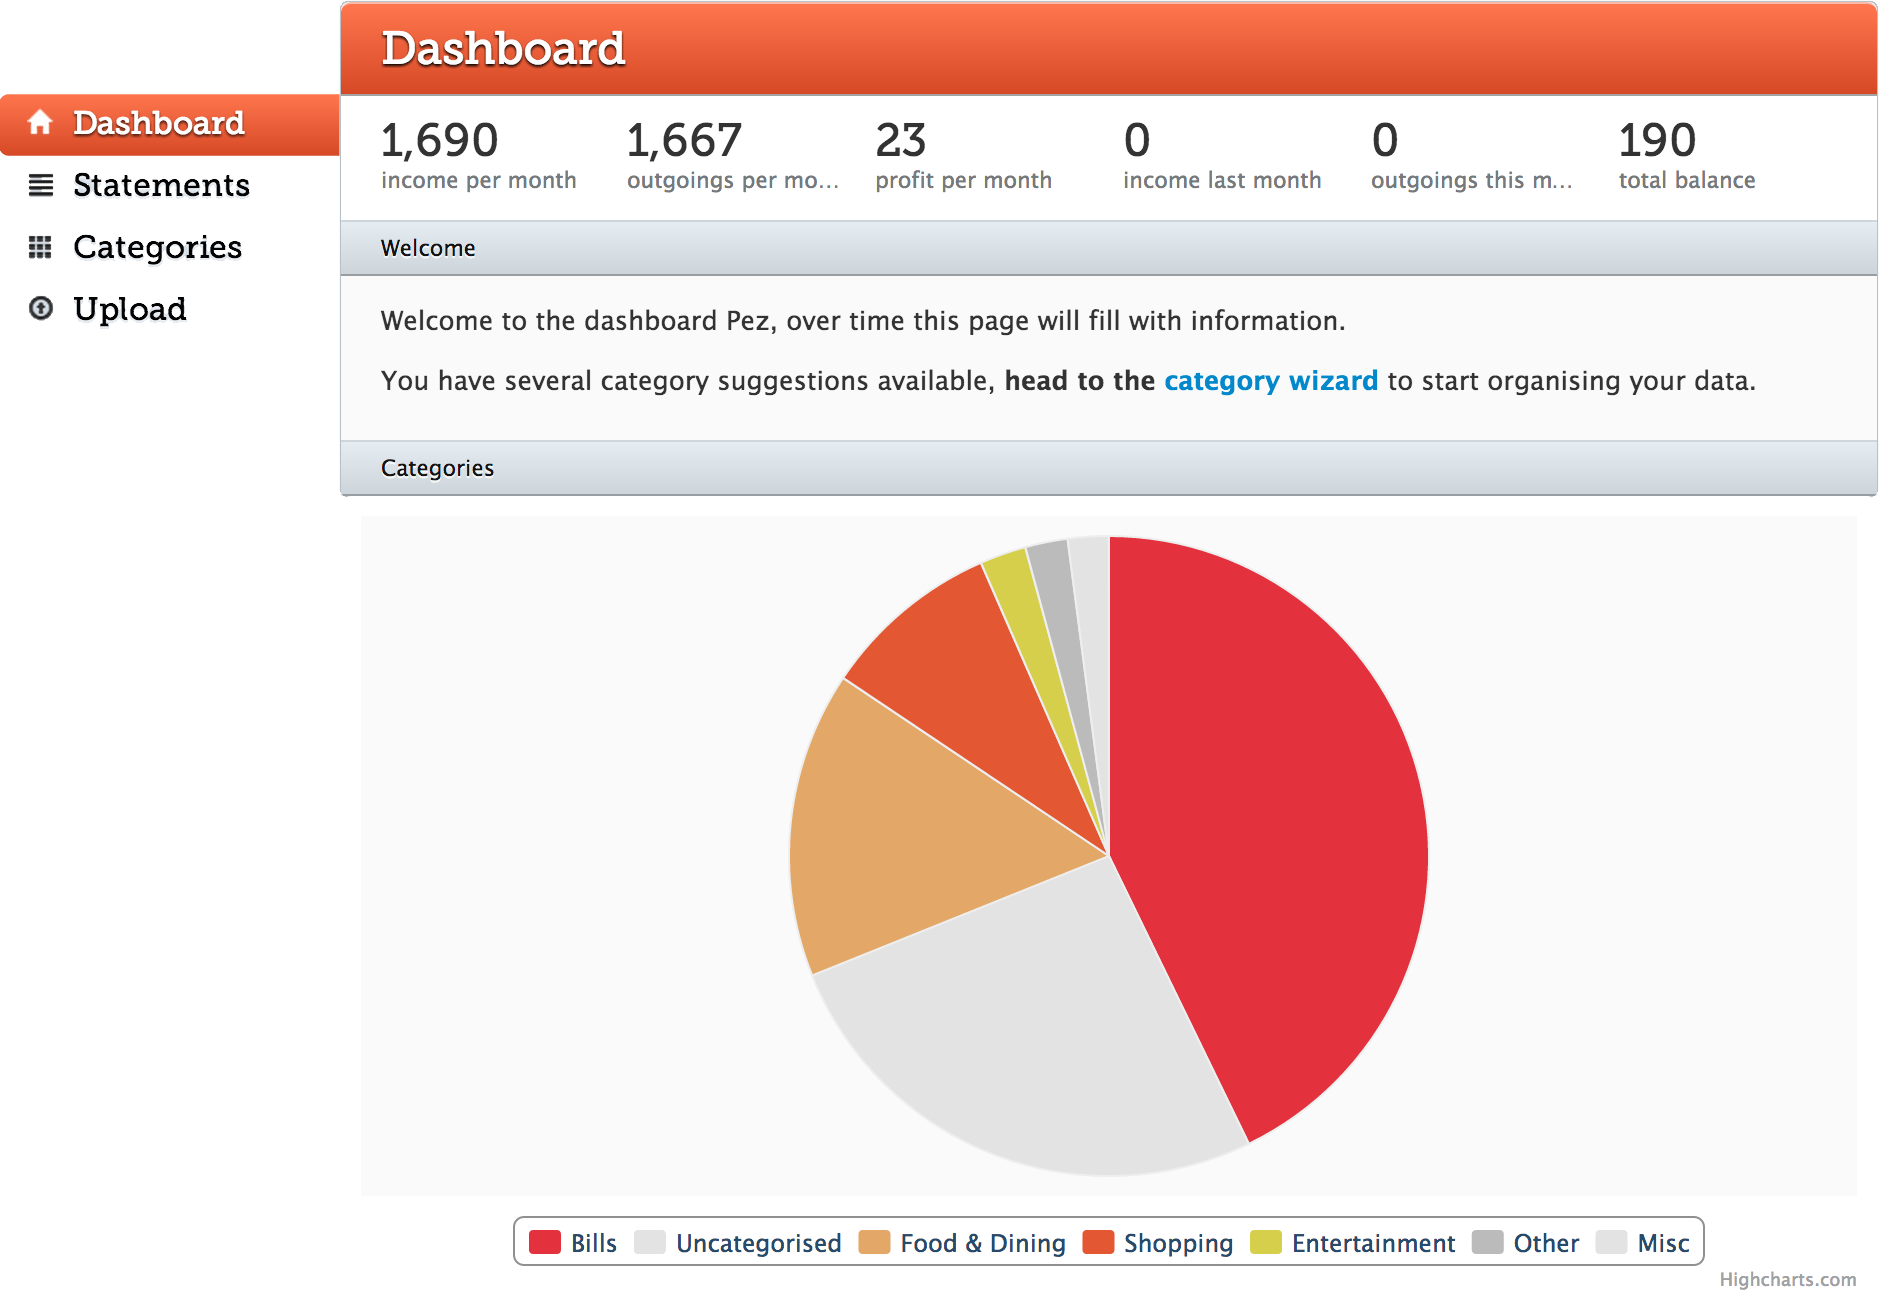 Dashboard
Dashboard
Statements
Categories
Upload
1,690
income per month
1,667
outgoings per mo...
23
profit per month
0
income last month
0
outgoings this m...
190
total balance
Welcome
Welcome to the dashboard Pez, over time this page will fill with information.
You have several category suggestions available, head to the category wizard to start organising your data.
Categories
Bills Uncategorised Food & Dining Shopping Entertainment Other Misc
Highcharts.com